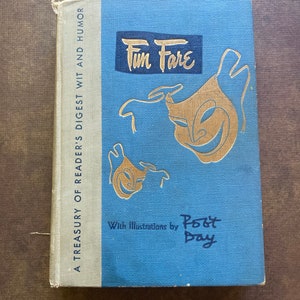 A TREASURY OF READER'S DIGEST WIT AND HUMOR
Fun Fare
With Illustrations by Robt
Day